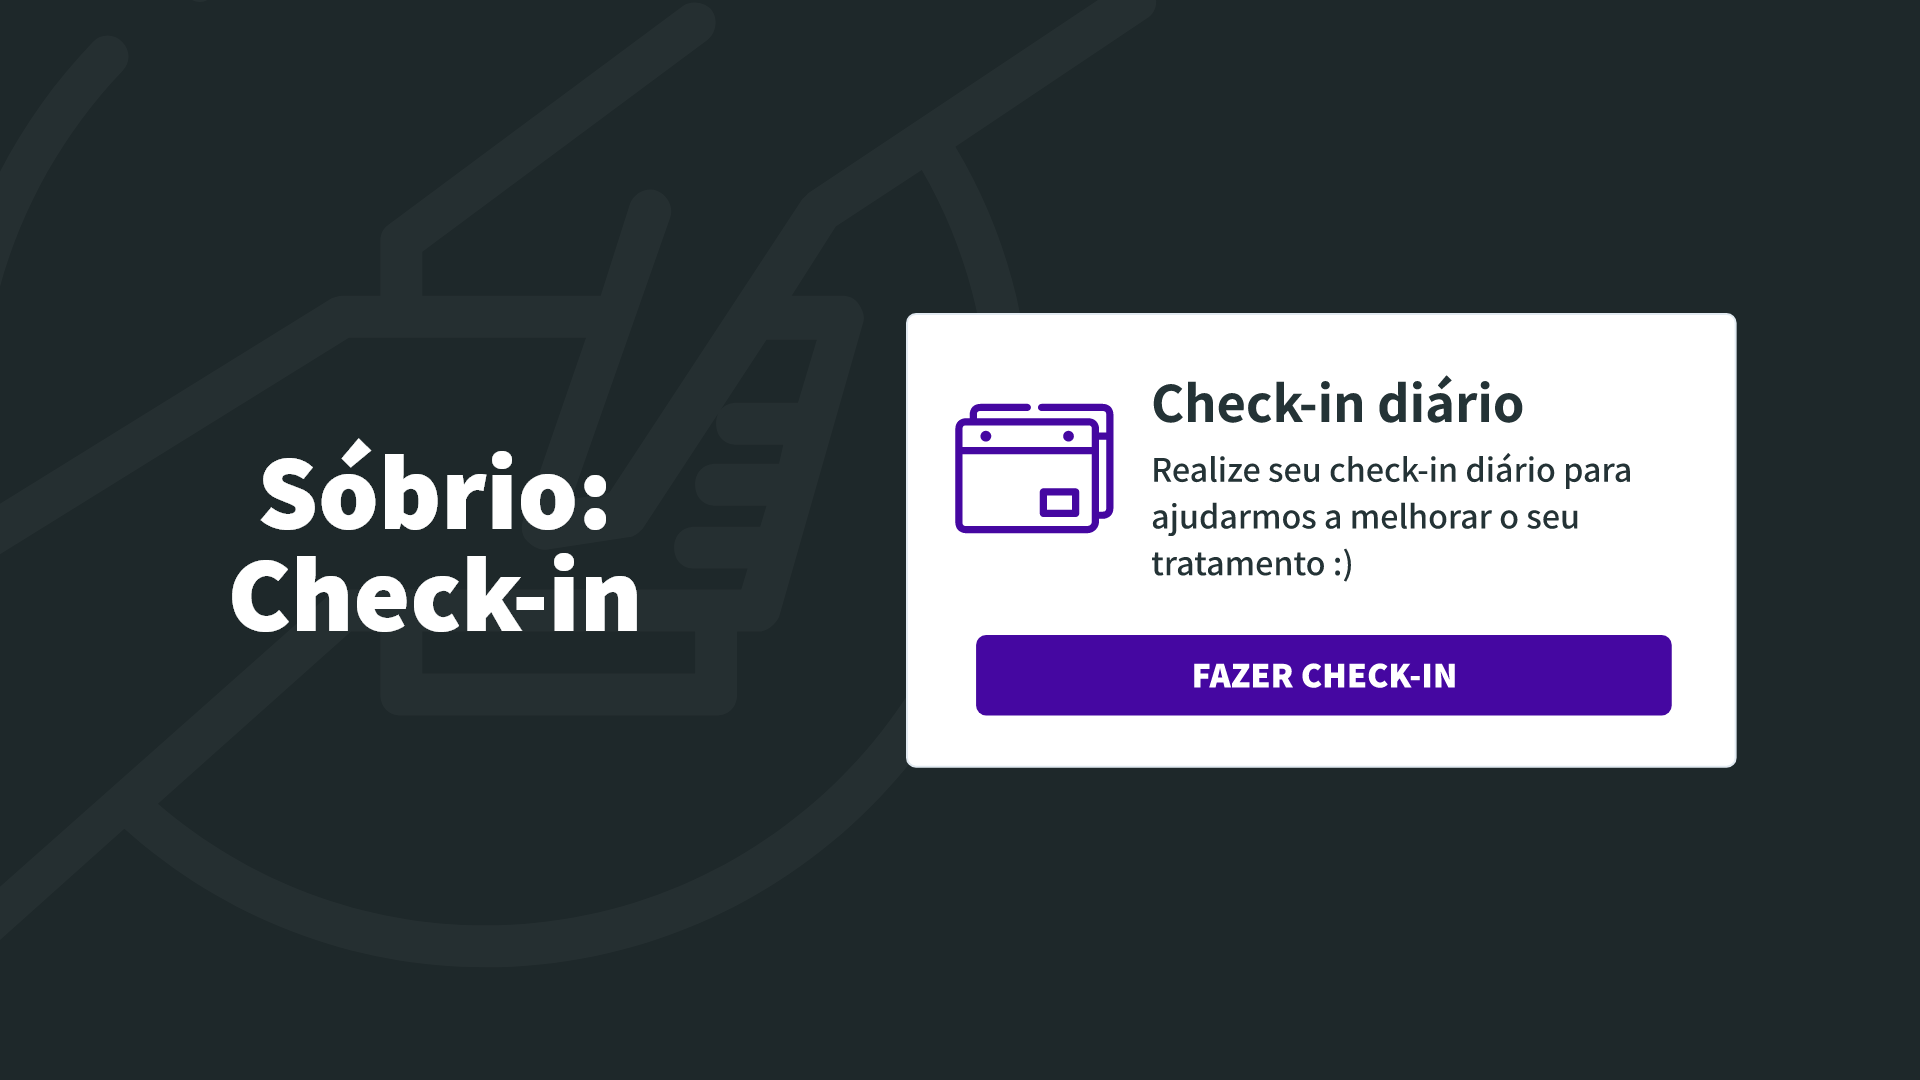 Sóbrio:
Check-in
Check-in diário
Realize seu check-in diário para
ajudarmos a melhorar o seu
tratamento :)
FAZER CHECK-IN